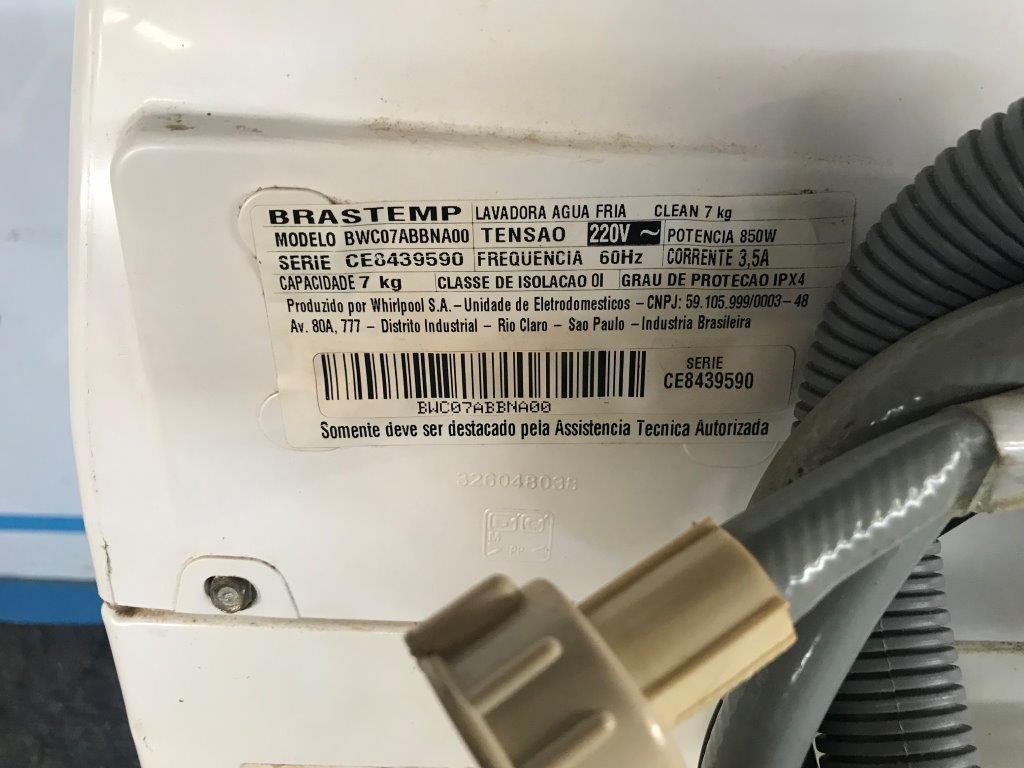 BRASTEMP LAVADORA AGUA FRIA CLEAN 7 kg
MODELO BWC07ABBNA00 TENSAO 220V ~ POTENCIA 850W
SERIE CE8439590 FREQUENCIA 60Hz CORRENTE 3,5A
CAPACIDADE 7 kg CLASSE DE ISOLACAO 0I GRAU DE PROTECAO IPX4
Produzido por Whirlpool S.A. - Unidade de Eletrodomesticos - CNPJ: 59.105.999/0003-48
Av. 80A, 777 - Distrito Industrial - Rio Claro - Sao Paulo - Industria Brasileira
SERIE
CE8439590
BWC07ABBNA00
Somente deve ser destacado pela Assistencia Tecnica Autorizada
326048038
M
PP